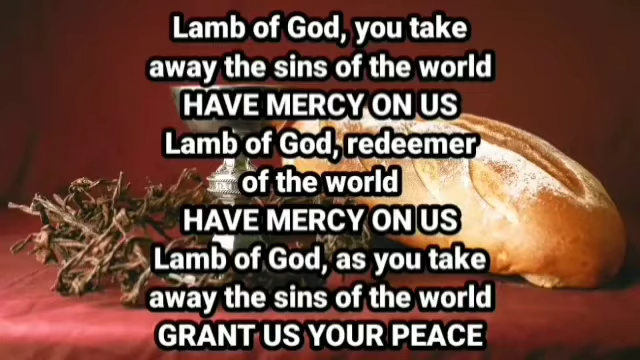 Lamb of God, you take
away the sins of the world
HAVE MERCY ON US
Lamb of God, redeemer
of the world
HAVE MERCY ON US
Lamb of God, as you take
away the sins of the world
GRANT US YOUR PEACE